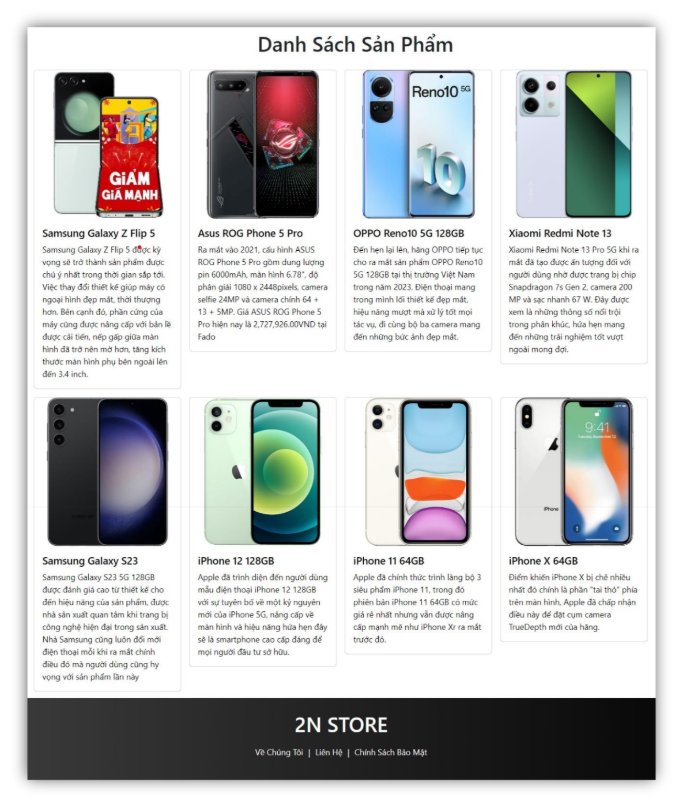 Danh Sách Sản Phẩm
GIẢM
GIÁ MẠNH
Reno10 5G
10
9:41
iPhone
Samsung Galaxy Z Flip 5
Samsung Galaxy Z Flip 5 được kỳ
vọng sẽ trở thành sản phẩm được
chú ý nhất trong thời gian sắp tới.
Việc thay đổi thiết kế giúp máy có
ngoại hình đẹp mắt, thời thượng
hơn. Bên cạnh đó, phần cứng của
máy cũng được nâng cấp với bản lề
được cải tiến, nếp gấp giữa màn
hình đã trở nên mờ hơn, tăng kích
thước màn hình phụ bên ngoài lên
đến 3.4 inch.
Asus ROG Phone 5 Pro
Ra mắt vào 2021, cấu hình ASUS
ROG Phone 5 Pro gồm dung lượng
pin 6000mAh, màn hình 6.78", độ
phân giải 1080 x 2448pixels, camera
selfie 24MP và camera chính 64 +
13 + 5MP. Giá ASUS ROG Phone 5
Pro hiện nay là 2,727,926.00VND tại
Fado
OPPO Reno10 5G 128GB
Đến hẹn lại lên, hãng OPPO tiếp tục
cho ra mắt sản phẩm OPPO Reno10
5G 128GB tại thị trường Việt Nam
trong năm 2023. Điện thoại mang
trong mình lối thiết kế đẹp mắt,
hiệu năng mượt mà xử lý tốt mọi
tác vụ, đi cùng bộ ba camera mang
đến những bức ảnh đẹp mắt.
Xiaomi Redmi Note 13
Xiaomi Redmi Note 13 Pro 5G khi ra
mắt đã tạo được ấn tượng đối với
người dùng nhờ được trang bị chip
Snapdragon 7s Gen 2, camera 200
MP và sạc nhanh 67 W. Đây được
xem là những thông số nổi trội
trong phân khúc, hứa hẹn mang
đến những trải nghiệm tốt vượt
ngoài mong đợi.
Samsung Galaxy S23
Samsung Galaxy S23 5G 128GB
được đánh giá cao từ thiết kế cho
đến hiệu năng của sản phẩm, được
nhà sản xuất quan tâm khi trang bị
công nghệ hiện đại trong sản xuất.
Nhà Samsung cũng luôn đổi mới
điện thoại mỗi khi ra mắt chính
điều đó mà người dùng cũng hy
vọng với sản phẩm lần này
iPhone 12 128GB
Apple đã trình diện đến người dùng
mẫu điện thoại iPhone 12 128GB
với sự tuyên bố về một kỷ nguyên
mới của iPhone 5G, nâng cấp về
màn hình và hiệu năng hứa hẹn đây
sẽ là smartphone cao cấp đáng để
mọi người đầu tư sở hữu.
iPhone 11 64GB
Apple đã chính thức trình làng bộ 3
siêu phẩm iPhone 11, trong đó
phiên bản iPhone 11 64GB có mức
giá rẻ nhất nhưng vẫn được nâng
cấp mạnh mẽ như iPhone Xr ra mắt
trước đó.
iPhone X 64GB
Điểm khiến iPhone X bị chê nhiều
nhất đó chính là phần "tai thỏ" phía
trên màn hình, Apple đã chấp nhận
điều này để đặt cụm camera
TrueDepth mới của hãng.
2N STORE
Về Chúng Tôi | Liên Hệ | Chính Sách Bảo Mật